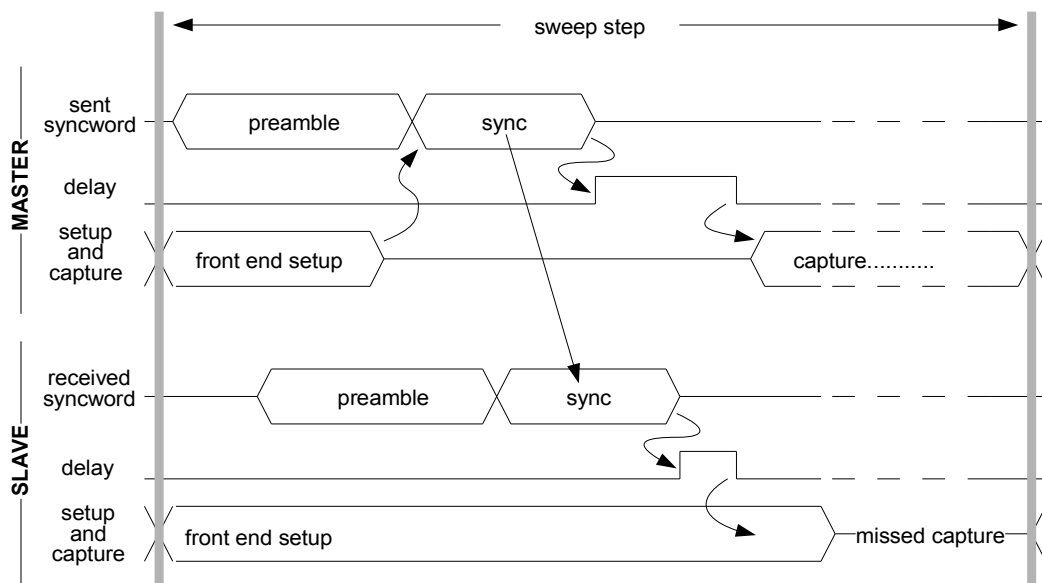 sweep step
MASTER
sent
syncword
preamble
sync
delay
setup
and
capture
front end setup
capture...........
SLAVE
received
syncword
preamble
sync
delay
setup
and
capture
front end setup
missed capture